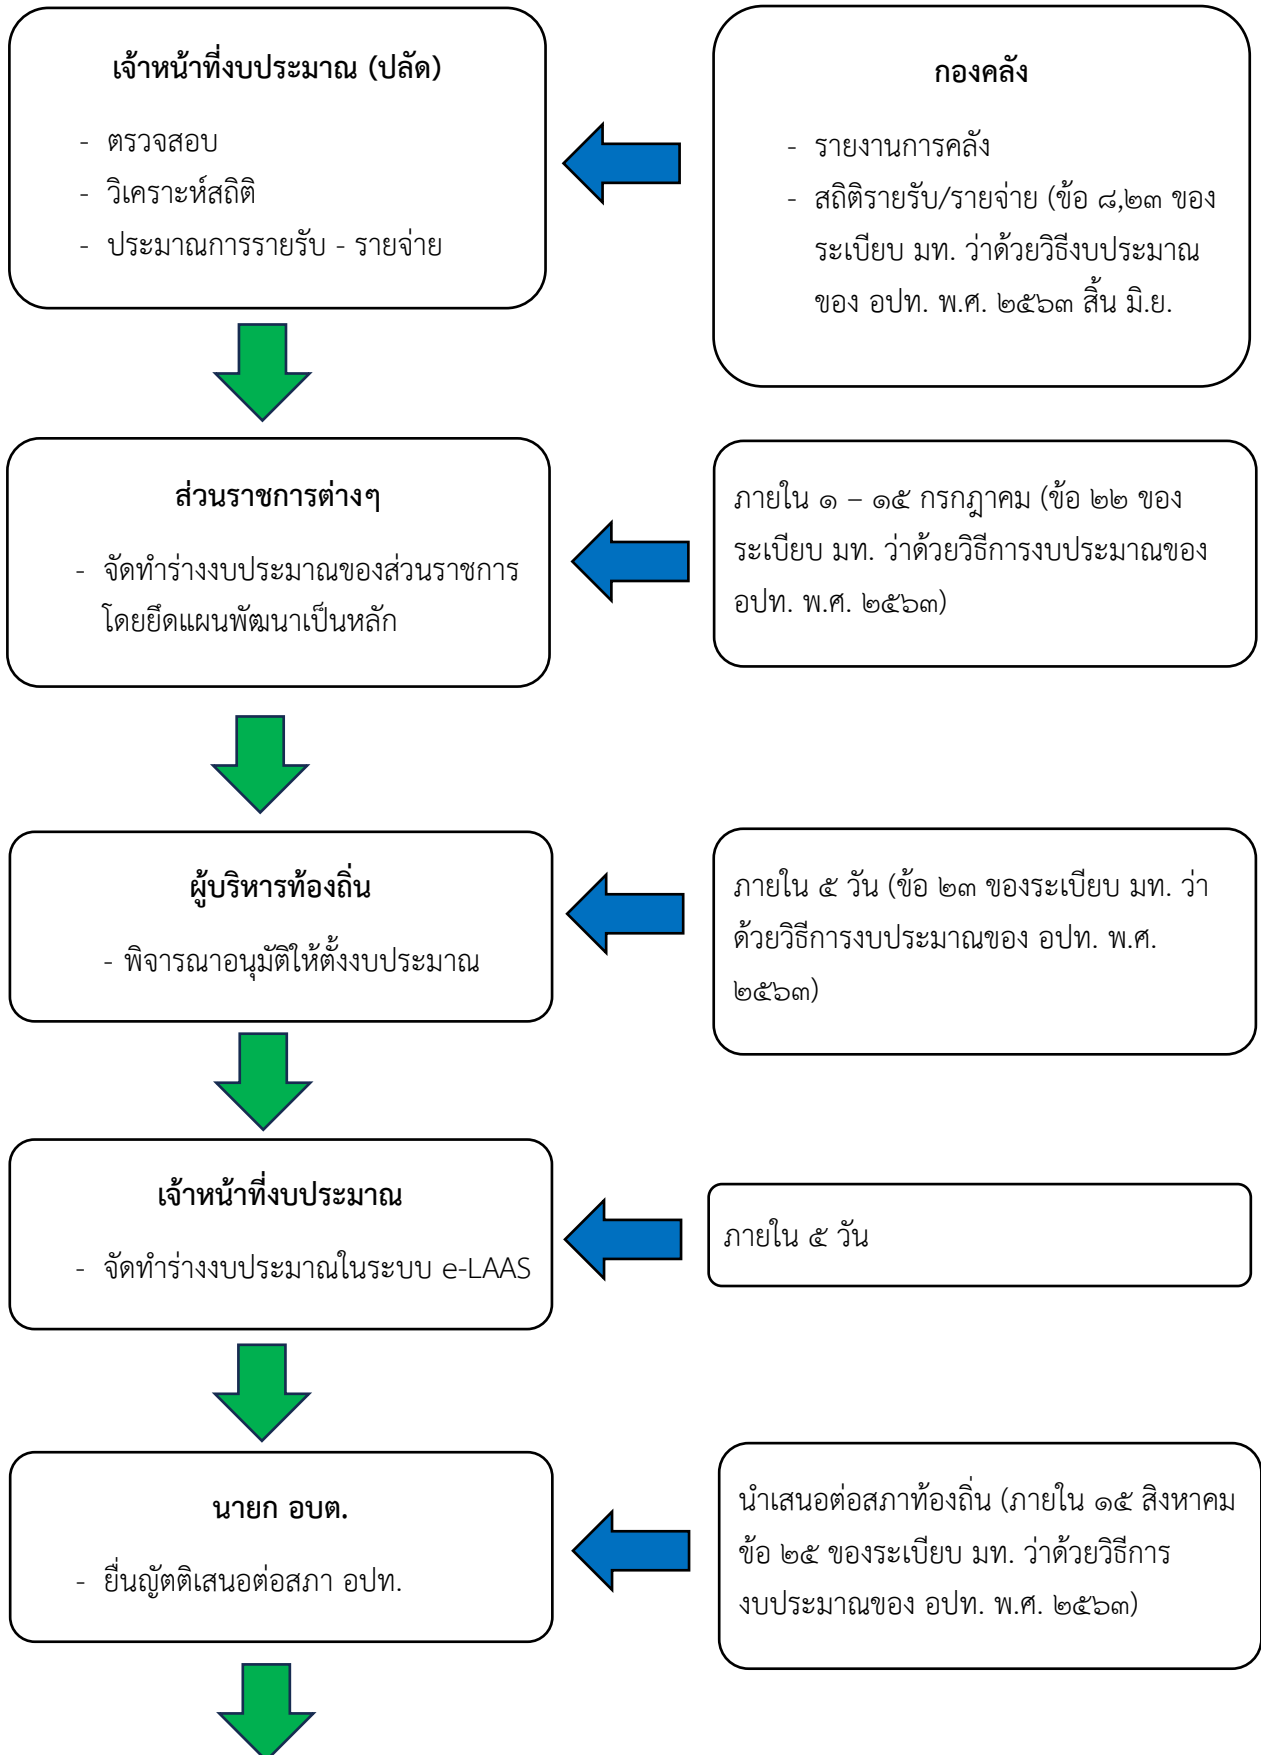 เจ้าหน้าที่งบประมาณ (ปลัด)
- ตรวจสอบ
- วิเคราะห์สถิติ
- ประมาณการรายรับ - รายจ่าย
กองคลัง
- รายงานการคลัง
- สถิติรายรับ/รายจ่าย (ข้อ ๘,๒๓ ของ
ระเบียบ มท. ว่าด้วยวิธีงบประมาณ
ของ อปท. พ.ศ. ๒๕๖๓ สิ้น มิ.ย.
ส่วนราชการต่างๆ
- จัดทำร่างงบประมาณของส่วนราชการ
โดยยึดแผนพัฒนาเป็นหลัก
ภายใน ๑ – ๑๕ กรกฎาคม (ข้อ ๒๒ ของ
ระเบียบ มท. ว่าด้วยวิธีการงบประมาณของ
อปท. พ.ศ. ๒๕๖๓)
ผู้บริหารท้องถิ่น
- พิจารณาอนุมัติให้ตั้งงบประมาณ
ภายใน ๕ วัน (ข้อ ๒๓ ของระเบียบ มท. ว่า
ด้วยวิธีการงบประมาณของ อปท. พ.ศ.
๒๕๖๓)
เจ้าหน้าที่งบประมาณ
- จัดทำร่างงบประมาณในระบบ e-LAAS
ภายใน ๕ วัน
นายก อบต.
- ยื่นญัตติเสนอต่อสภา อปท.
นำเสนอต่อสภาท้องถิ่น (ภายใน ๑๕ สิงหาคม
ข้อ ๒๕ ของระเบียบ มท. ว่าด้วยวิธีการ
งบประมาณของ อปท. พ.ศ. ๒๕๖๓)